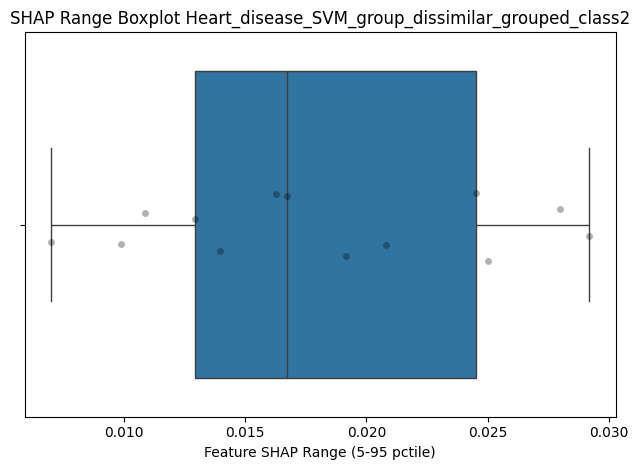 SHAP Range Boxplot Heart_disease_SVM_group_dissimilar_grouped_class2
0.010 0.015 0.020 0.025 0.030
Feature SHAP Range (5-95 pctile)